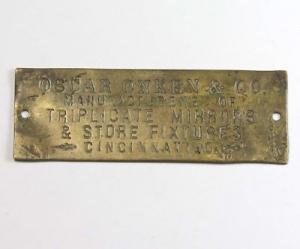 OSCAR ONKEN & CO.
MANUFACTURERS OF
TRIPLICATE MIRRORS
& STORE FIXTURES
CINCINNATI, O.